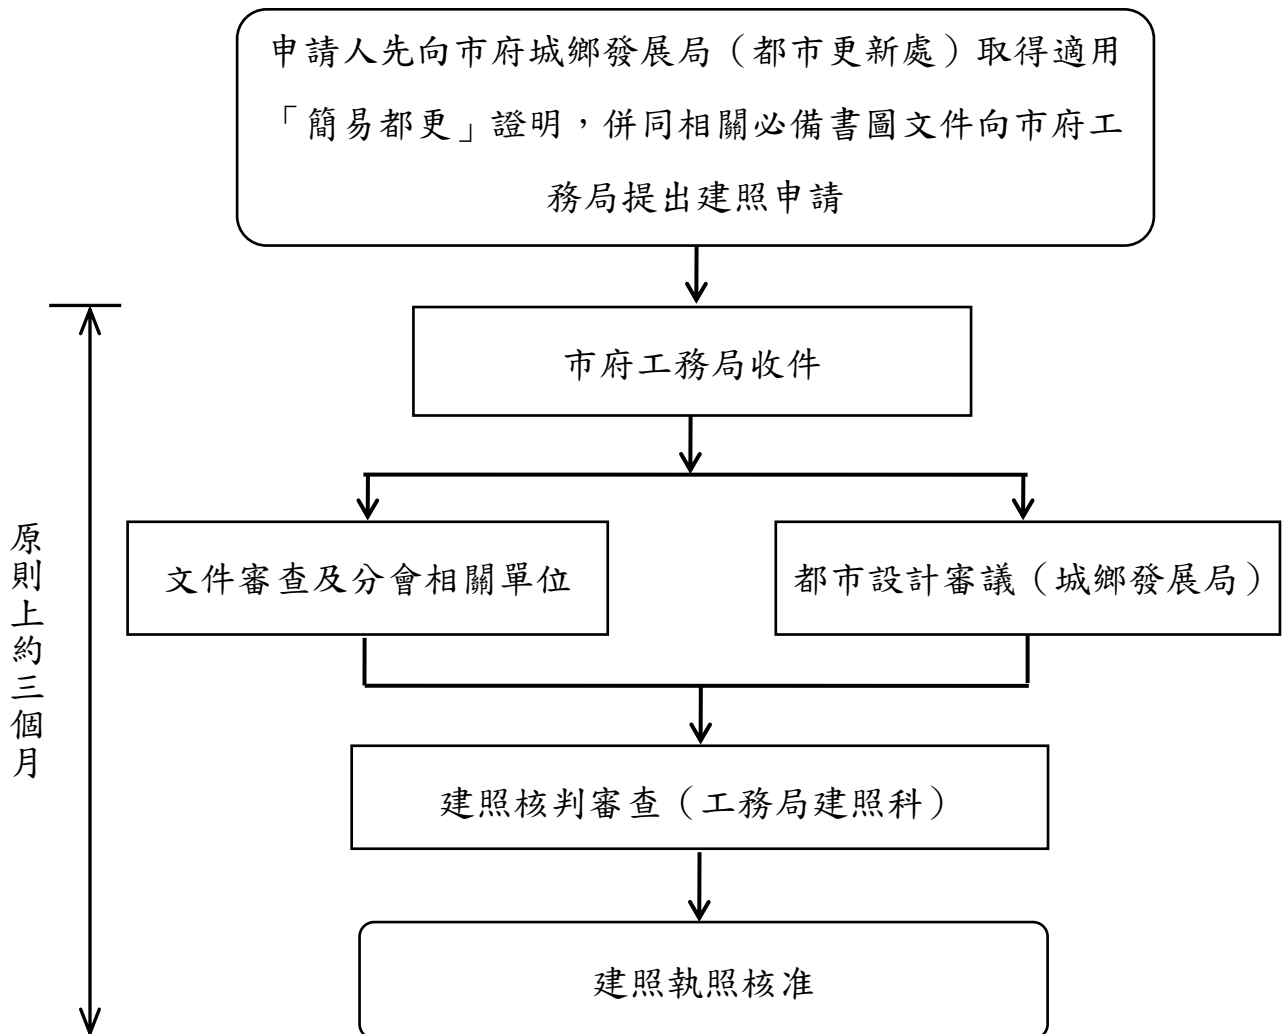 申請人先向市府城鄉發展局（都市更新處）取得適用
「簡易都更」證明，併同相關必備書圖文件向市府工
務局提出建照申請
市府工務局收件
文件審查及分會相關單位
都市設計審議（城鄉發展局）
原則上約三個月
建照核判審查（工務局建照科）
建照執照核准